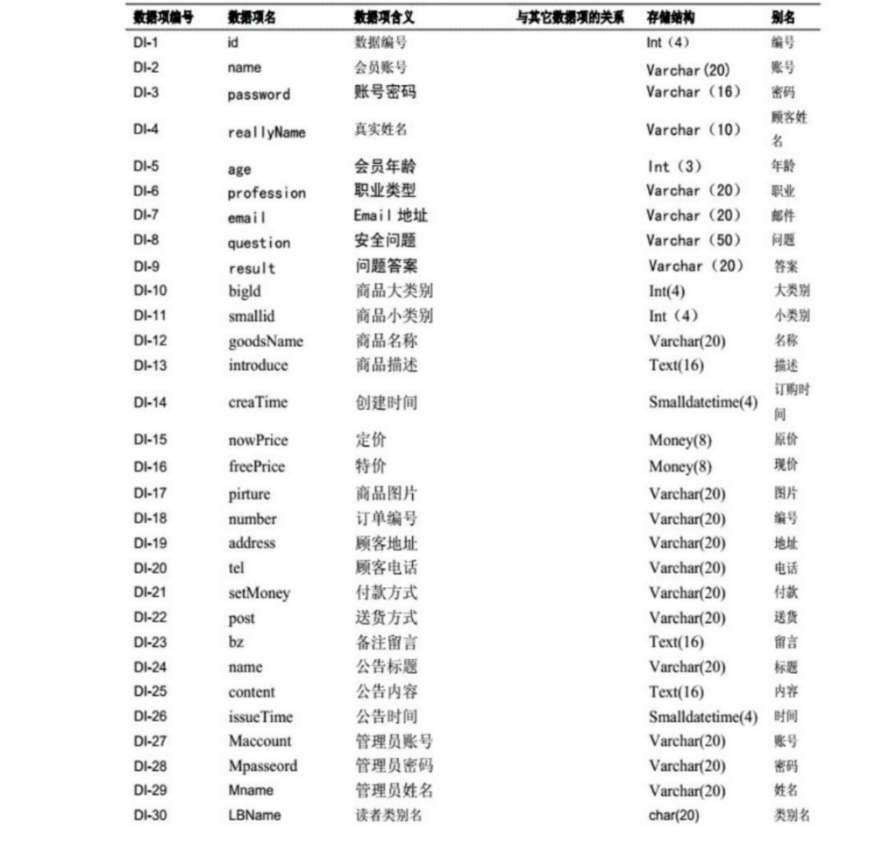 数据项编号 数据项名 数据项含义 与其它数据项的关系 存储结构 别名
DI-1 id 数据编号 Int（4） 编号
DI-2 name 会员账号 Varchar(20) 账号
DI-3 password 账号密码 Varchar（16） 密码
DI-4 reallyName 真实姓名 Varchar（10） 顾客姓
名
DI-5 age 会员年龄 Int（3） 年龄
DI-6 profession 职业类型 Varchar（20） 职业
DI-7 email Email 地址 Varchar（20） 邮件
DI-8 question 安全问题 Varchar（50） 问题
DI-9 result 问题答案 Varchar（20） 答案
DI-10 bigId 商品大类别 Int(4) 大类别
DI-11 smallid 商品小类别 Int（4） 小类别
DI-12 goodsName 商品名称 Varchar(20) 名称
DI-13 introduce 商品描述 Text(16) 描述
DI-14 creaTime 创建时间 Smalldatetime(4) 订购时
间
DI-15 nowPrice 定价 Money(8) 原价
DI-16 freePrice 特价 Money(8) 现价
DI-17 pirture 商品图片 Varchar(20) 图片
DI-18 number 订单编号 Varchar(20) 编号
DI-19 address 顾客地址 Varchar(20) 地址
DI-20 tel 顾客电话 Varchar(20) 电话
DI-21 setMoney 付款方式 Varchar(20) 付款
DI-22 post 送货方式 Varchar(20) 送货
DI-23 bz 备注留言 Text(16) 留言
DI-24 name 公告标题 Varchar(20) 标题
DI-25 content 公告内容 Text(16) 内容
DI-26 issueTime 公告时间 Smalldatetime(4) 时间
DI-27 Maccount 管理员账号 Varchar(20) 账号
DI-28 Mpasseord 管理员密码 Varchar(20) 密码
DI-29 Mname 管理员姓名 Varchar(20) 姓名
DI-30 LBName 读者类别名 char(20) 类别名